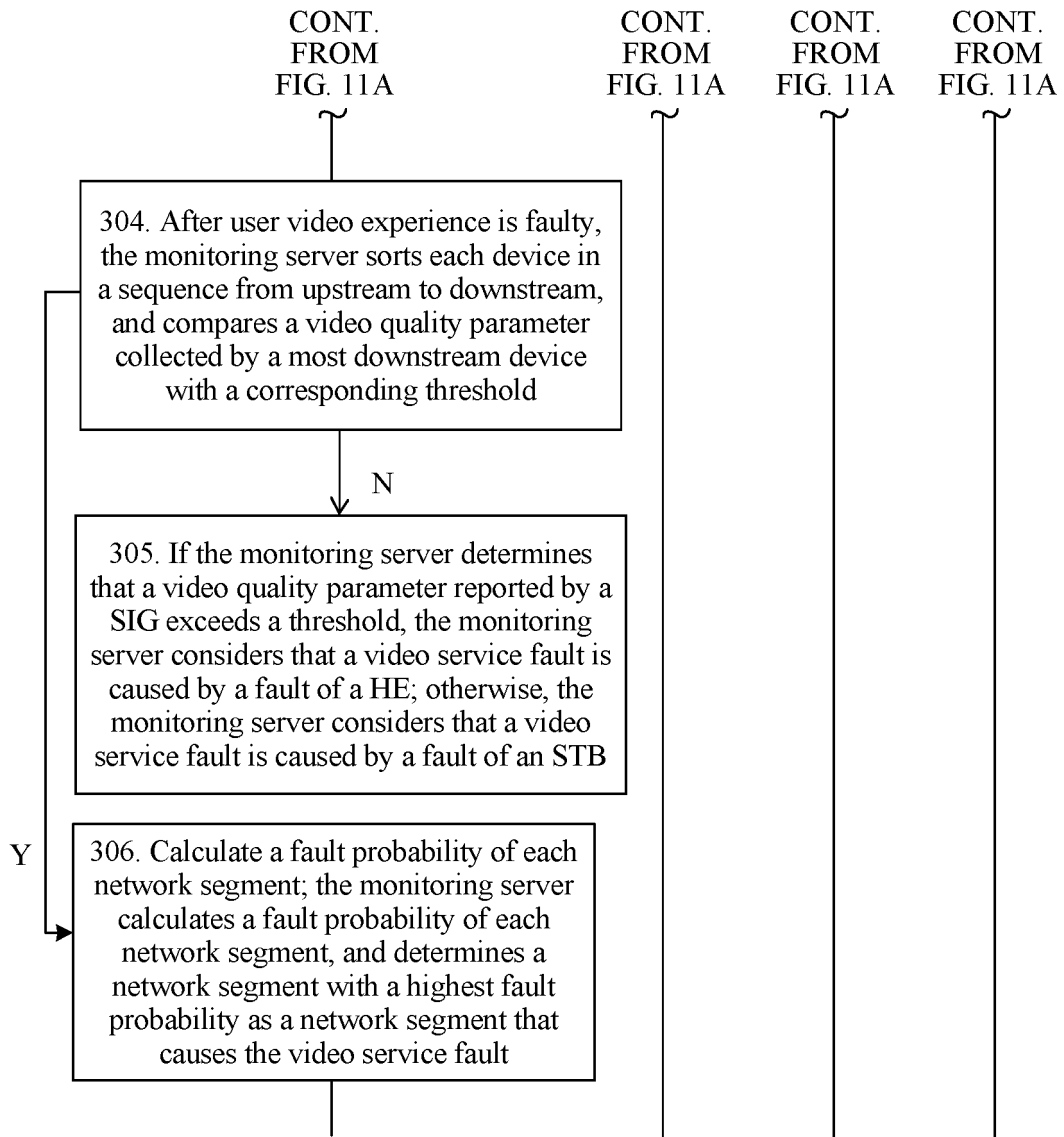 CONT. FROM FIG. 11A
CONT. FROM FIG. 11A
CONT. FROM FIG. 11A
CONT. FROM FIG. 11A
304. After user video experience is faulty,
the monitoring server sorts each device in
a sequence from upstream to downstream,
and compares a video quality parameter
collected by a most downstream device
with a corresponding threshold
N
305. If the monitoring server determines
that a video quality parameter reported by a
SIG exceeds a threshold, the monitoring
server considers that a video service fault is
caused by a fault of a HE; otherwise, the
monitoring server considers that a video
service fault is caused by a fault of an STB
Y
306. Calculate a fault probability of each
network segment; the monitoring server
calculates a fault probability of each
network segment, and determines a
network segment with a highest fault
probability as a network segment that
causes the video service fault